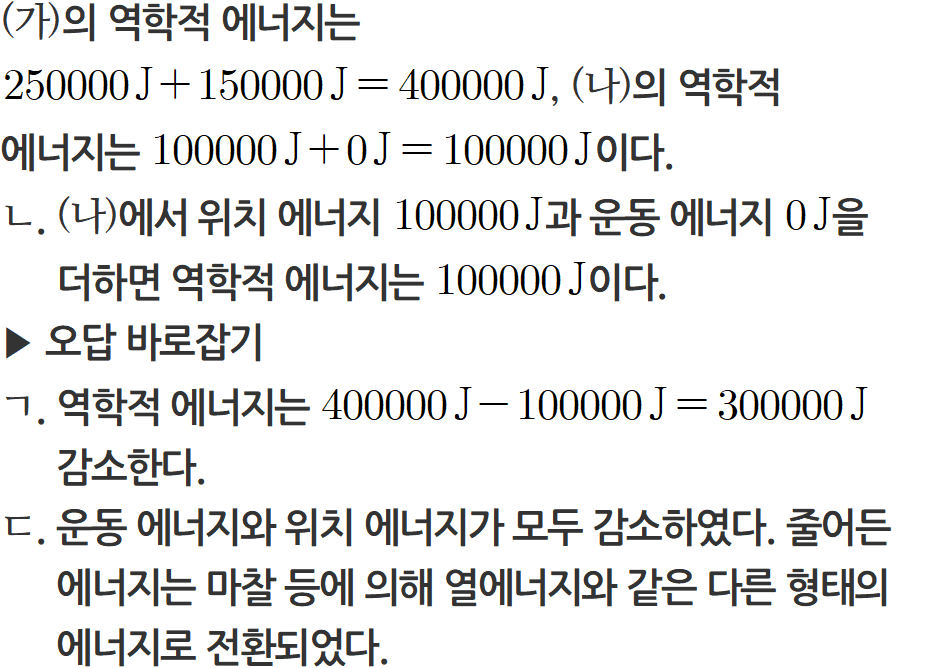 (가)의 역학적 에너지는
250000 J + 150000 J = 400000 J, (나)의 역학적
에너지는 100000 J + 0 J = 100000 J이다.
ㄴ. (나)에서 위치 에너지 100000 J과 운동 에너지 0 J을
더하면 역학적 에너지는 100000 J이다.
▶ 오답 바로잡기
ㄱ. 역학적 에너지는 400000 J − 100000 J = 300000 J
감소한다.
ㄷ. 운동 에너지와 위치 에너지가 모두 감소하였다. 줄어든
에너지는 마찰 등에 의해 열에너지와 같은 다른 형태의
에너지로 전환되었다.